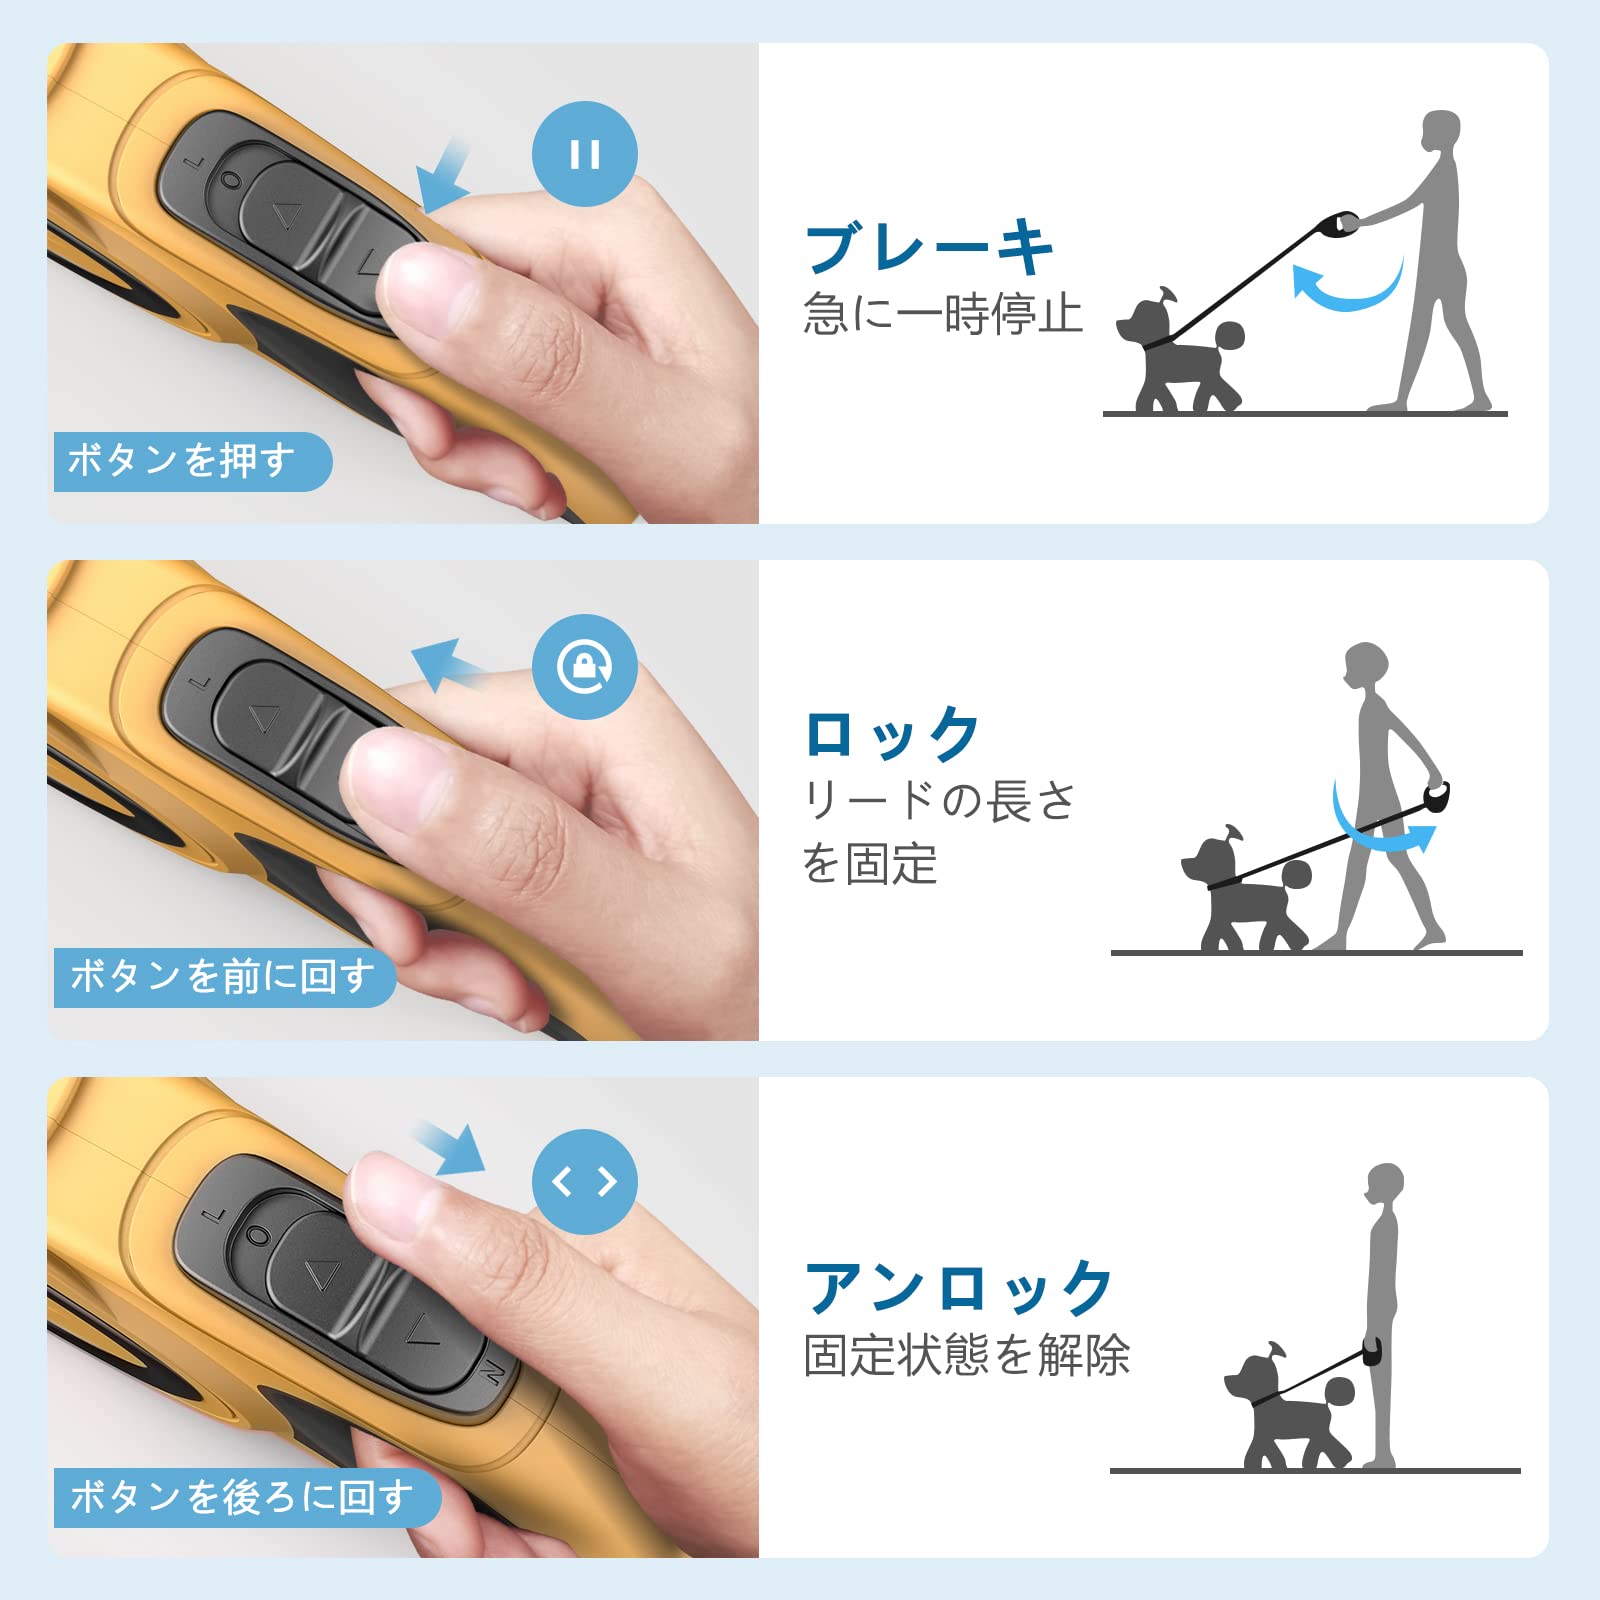 L
O
ブレーキ
急に一時停止
ボタンを押す
L
ロック
リードの長さ
を固定
ボタンを前に回す
L
O
N
アンロック
固定状態を解除
ボタンを後ろに回す